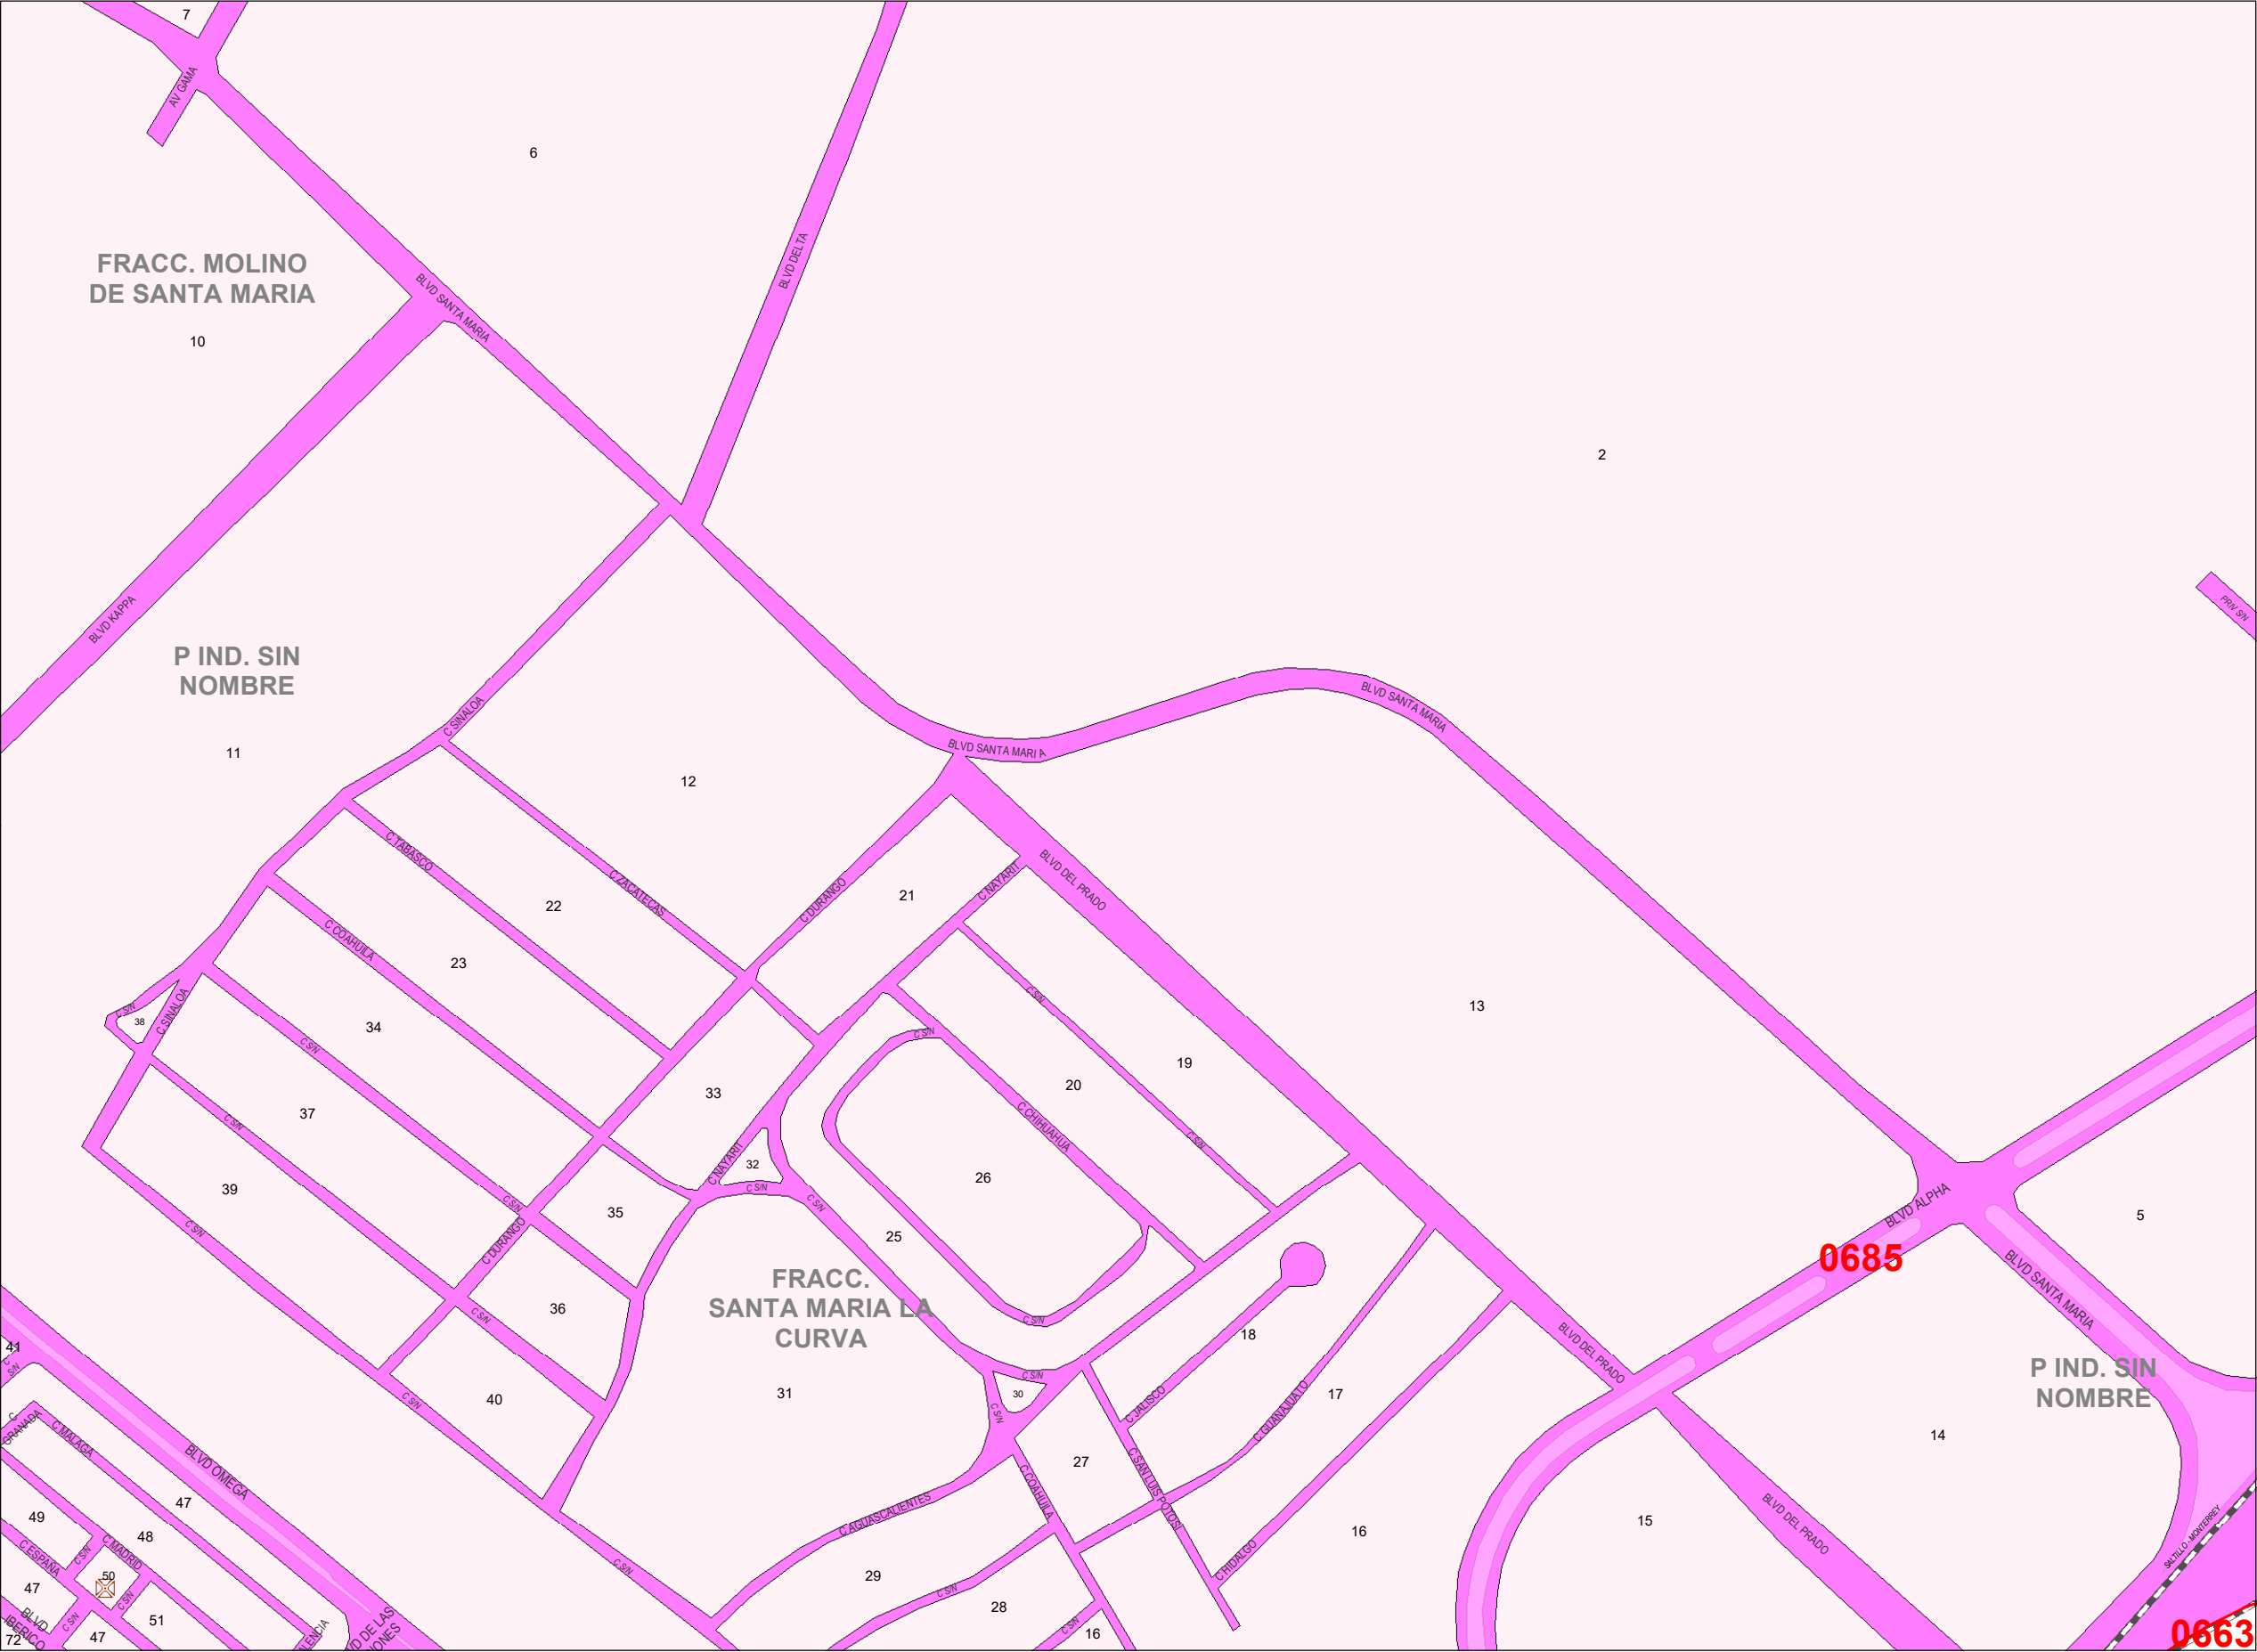 7
AV GAMA
6
BLVD DELTA
FRACC. MOLINO
DE SANTA MARIA
BLVD SANTA MARIA
10
2
BLVD KAPPA
PRIV S/N
P IND. SIN
NOMBRE
11
C SINALOA
BLVD SANTA MARIA
BLVD SANTA MARIA
12
C TABASCO
C ZACATECAS
C DURANGO
21
C NAYARIT
BLVD DEL PRADO
22
C COAHUILA
23
C S/N
38
C SINALOA
34
C S/N
C S/N
C S/N
13
19
20
33
37
C S/N
C CHIHUAHUA
C S/N
C NAYARIT
32
C S/N
C S/N
26
39
C S/N
C S/N
35
C DURANGO
25
BLVD ALPHA
5
0685
FRACC.
SANTA MARIA LA
CURVA
36
C S/N
C S/N
18
BLVD SANTA MARIA
41
C
S/N
BLVD DEL PRADO
P IND. SIN
NOMBRE
31
C S/N
30
C S/N
17
C JALISCO
C GUANAJUATO
40
C S/N
14
C
GRANADA
C MALAGA
BLVD OMEGA
27
C COAHUILA
C SAN LUIS POTOSI
47
C AGUASCALIENTES
49
48
C MADRID
C ESPAÑA
C S/N
16
15
BLVD DEL PRADO
SALTILLO - MONTERREY
C HIDALGO
50
C S/N
29
C S/N
C S/N
47
28
BLVD
IBERICO
C S/N
51
47
72
16
C S/N
0663